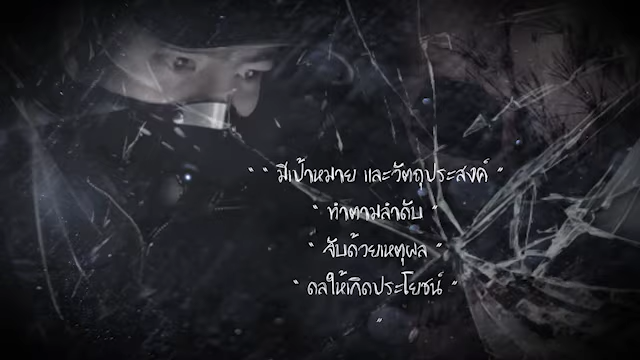 " " มีเป้าหมาย และวัตถุประสงค์ "
" ทำตามลำดับ "
" จับด้วยเหตุผล "
" ดลให้เกิดประโยชน์ "
"